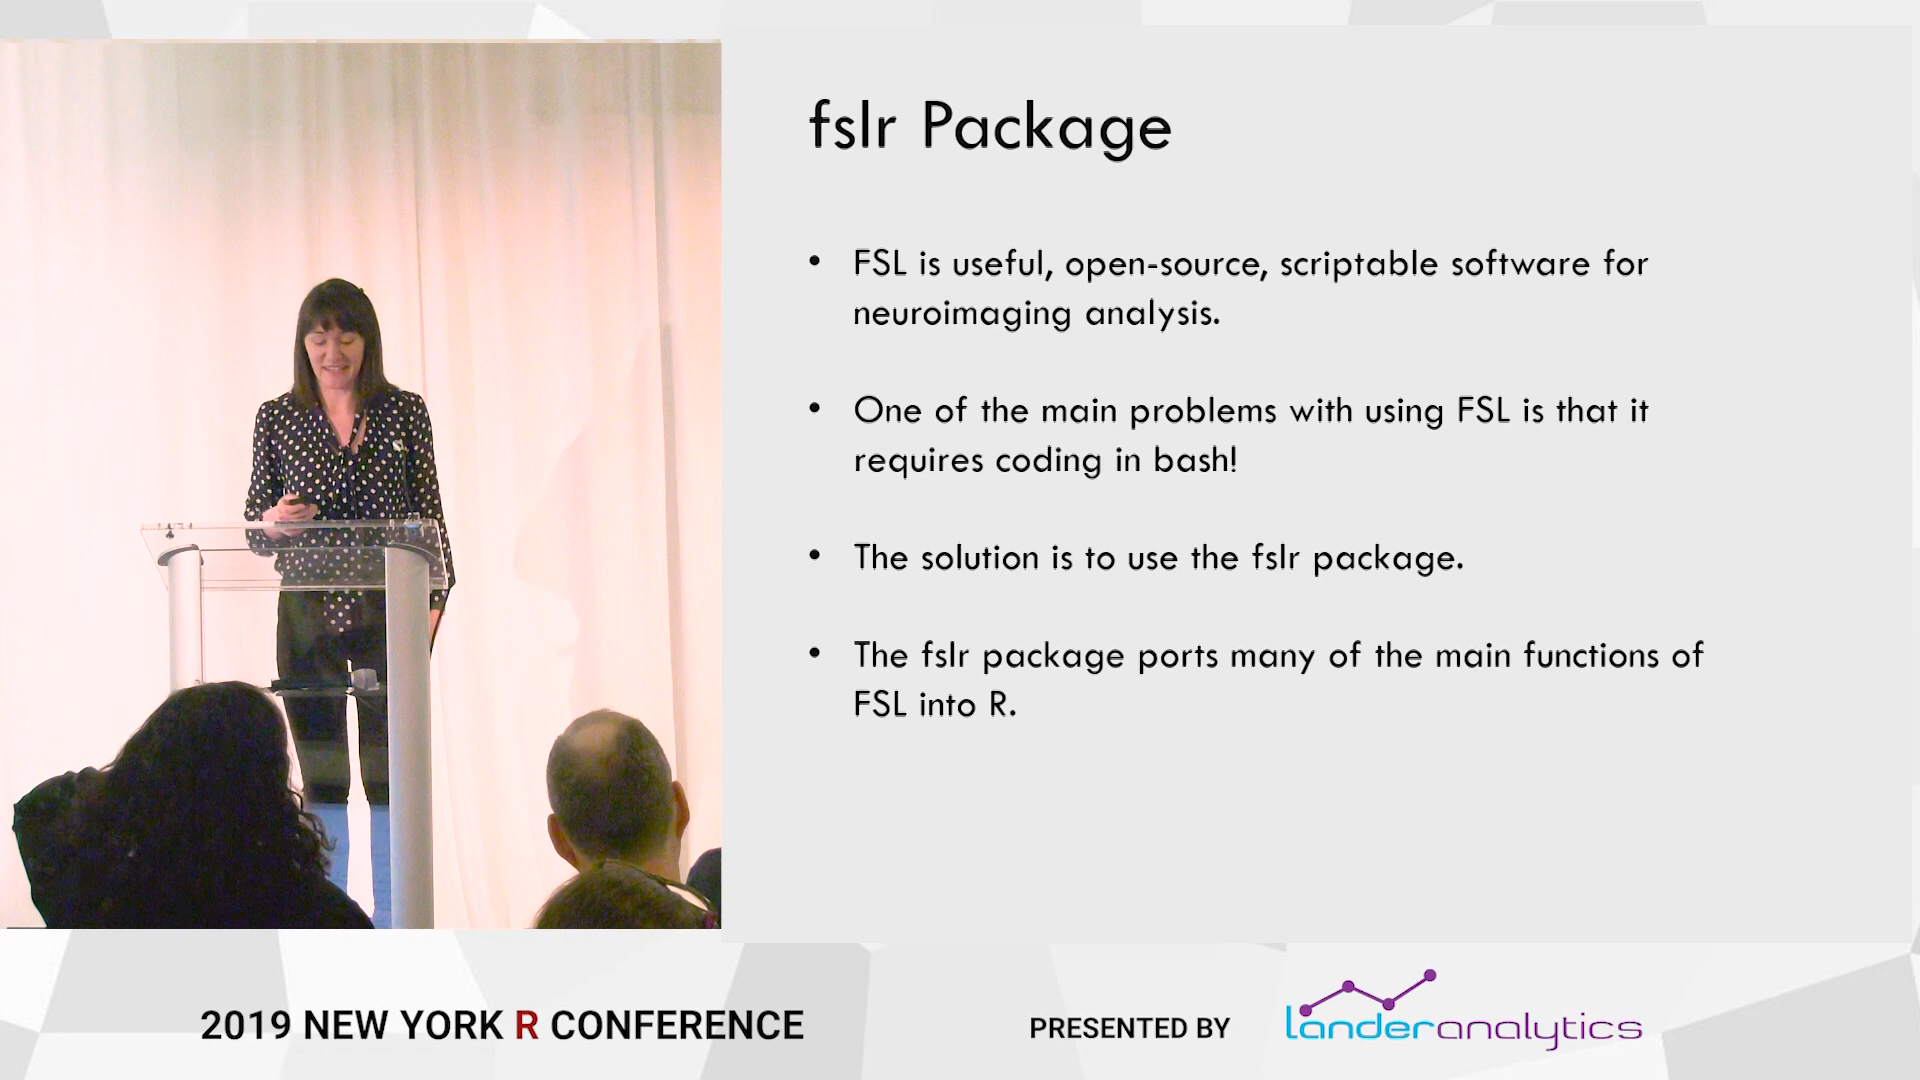 fslr Package
• FSL is useful, open-source, scriptable software for
neuroimaging analysis.
• One of the main problems with using FSL is that it
requires coding in bash!
• The solution is to use the fslr package.
• The fslr package ports many of the main functions of
FSL into R.
2019 NEW YORK R CONFERENCE
PRESENTED BY
landeranalytics